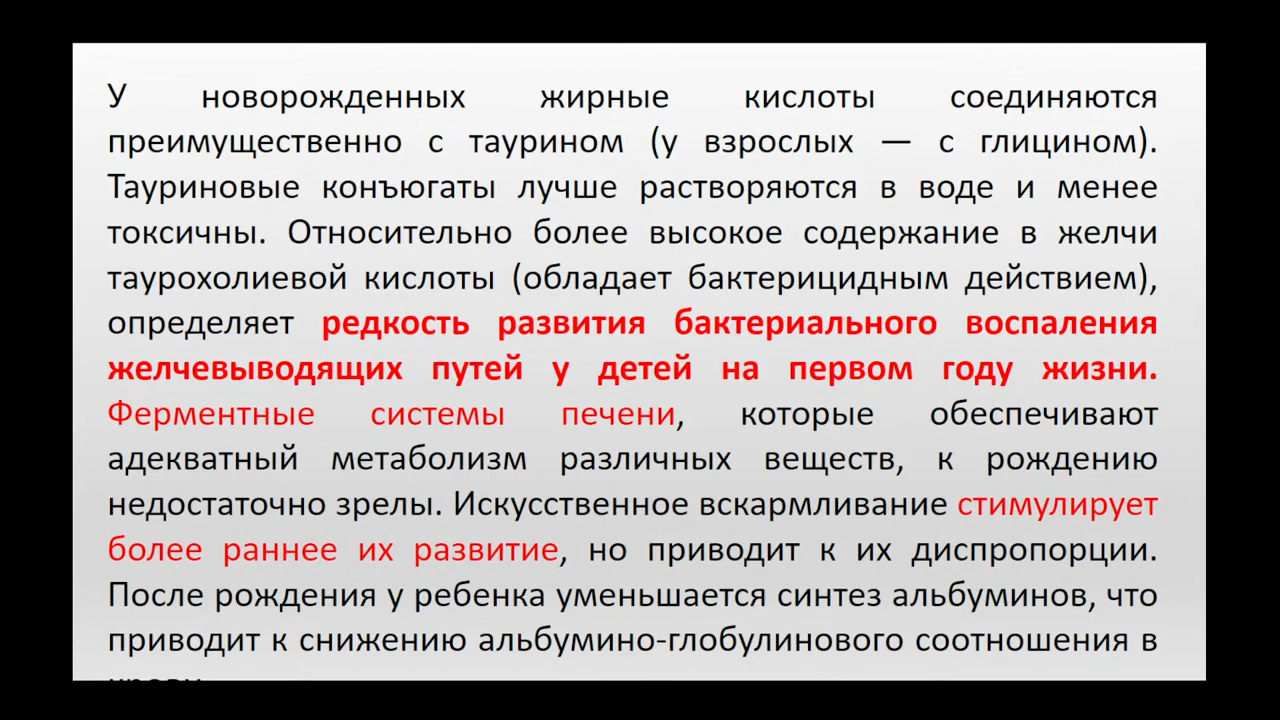 У новорожденных жирные кислоты соединяются
преимущественно с таурином (у взрослых — с глицином).
Тауриновые конъюгаты лучше растворяются в воде и менее
токсичны. Относительно более высокое содержание в желчи
таурохолиевой кислоты (обладает бактерицидным действием),
определяет редкость развития бактериального воспаления
желчевыводящих путей у детей на первом году жизни.
Ферментные системы печени, которые обеспечивают
адекватный метаболизм различных веществ, к рождению
недостаточно зрелы. Искусственное вскармливание стимулирует
более раннее их развитие, но приводит к их диспропорции.
После рождения у ребенка уменьшается синтез альбуминов, что
приводит к снижению альбумино-глобулинового соотношения в